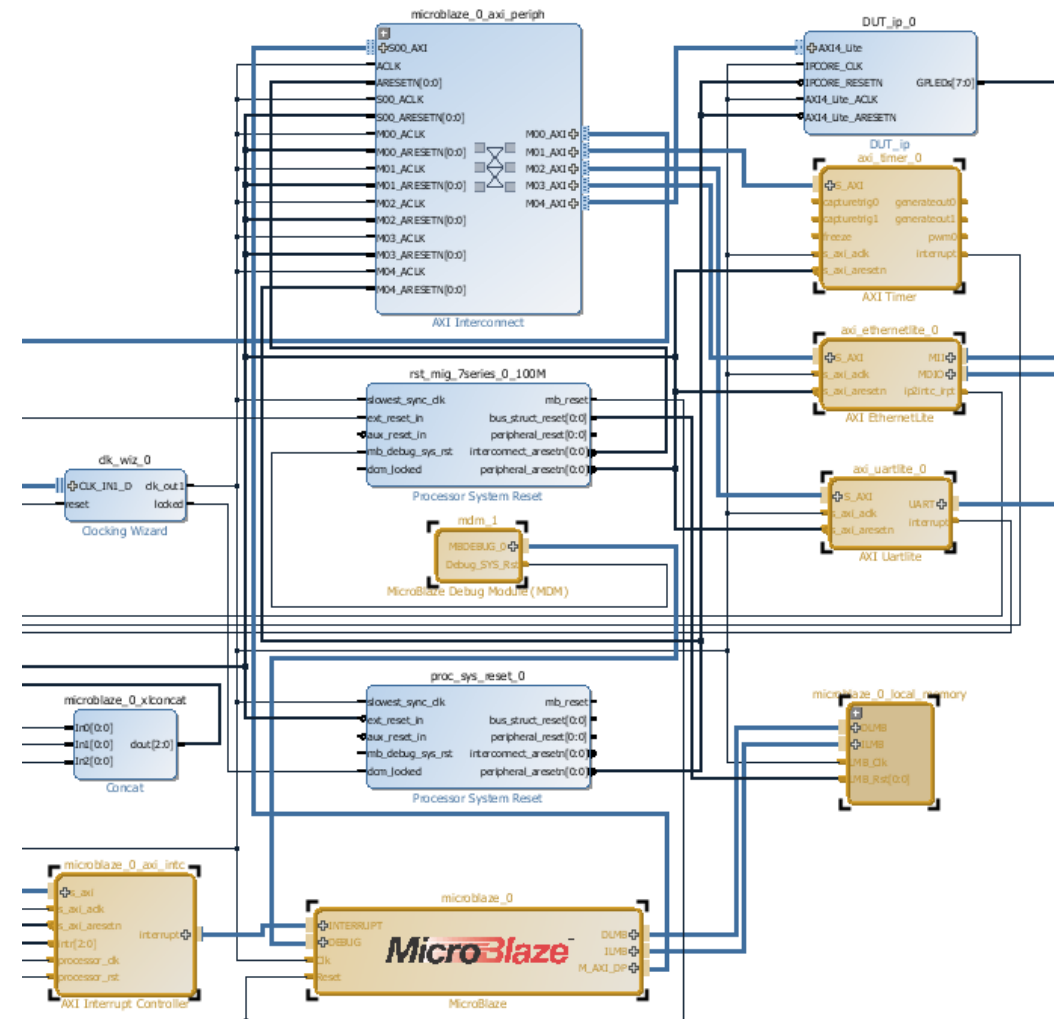 microblaze_0_axi_periph
S00_AXI
ACLK
ARESETN[0:0]
S00_ACLK
S00_ARESETN[0:0]
M00_ACLK
M00_ARESETN[0:0]
M01_ACLK
M01_ARESETN[0:0]
M02_ACLK
M02_ARESETN[0:0]
M03_ACLK
M03_ARESETN[0:0]
M04_ACLK
M04_ARESETN[0:0]
M00_AXI
M01_AXI
M02_AXI
M03_AXI
M04_AXI
AXI Interconnect
DUT_ip_0
AXI4_Lite
IPCORE_CLK
IPCORE_RESETN
AXI4_Lite_ACLK
AXI4_Lite_ARESETN
GPLEDs[7:0]
DUT_ip
axi_timer_0
S_AXI
capturetrig0
capturetrig1
freeze
s_axi_aclk
s_axi_aresetn
generateout0
generateout1
pwm0
interrupt
AXI Timer
axi_ethernetlite_0
S_AXI
s_axi_aclk
s_axi_aresetn
MII
MDIO
ip2intc_irpt
AXI EthernetLite
rst_mig_7series_0_100M
slowest_sync_clk
ext_reset_in
aux_reset_in
mb_debug_sys_rst
dcm_locked
mb_reset
bus_struct_reset[0:0]
peripheral_reset[0:0]
interconnect_aresetn[0:0]
peripheral_aresetn[0:0]
Processor System Reset
clk_wiz_0
CLK_IN1_D
reset
clk_out1
locked
Clocking Wizard
axi_uartlite_0
S_AXI
s_axi_aclk
s_axi_aresetn
UART
interrupt
AXI Uartlite
mdm_1
MBDEBUG_0
Debug_SYS_Rst
MicroBlaze Debug Module (MDM)
proc_sys_reset_0
slowest_sync_clk
ext_reset_in
aux_reset_in
mb_debug_sys_rst
dcm_locked
mb_reset
bus_struct_reset[0:0]
peripheral_reset[0:0]
interconnect_aresetn[0:0]
peripheral_aresetn[0:0]
Processor System Reset
microblaze_0_xlconcat
In0[0:0]
In1[0:0]
In2[0:0]
dout[2:0]
Concat
microblaze_0_local_memory
DLMB
ILMB
LMB_Clk
LMB_Rst[0:0]
microblaze_0_axi_intc
s_axi
s_axi_aclk
s_axi_aresetn
intr[2:0]
processor_clk
processor_rst
interrupt
AXI Interrupt Controller
microblaze_0
INTERRUPT
DEBUG
Clk
Reset
MicroBlaze
DLMB
ILMB
M_AXI_DP
MicroBlaze